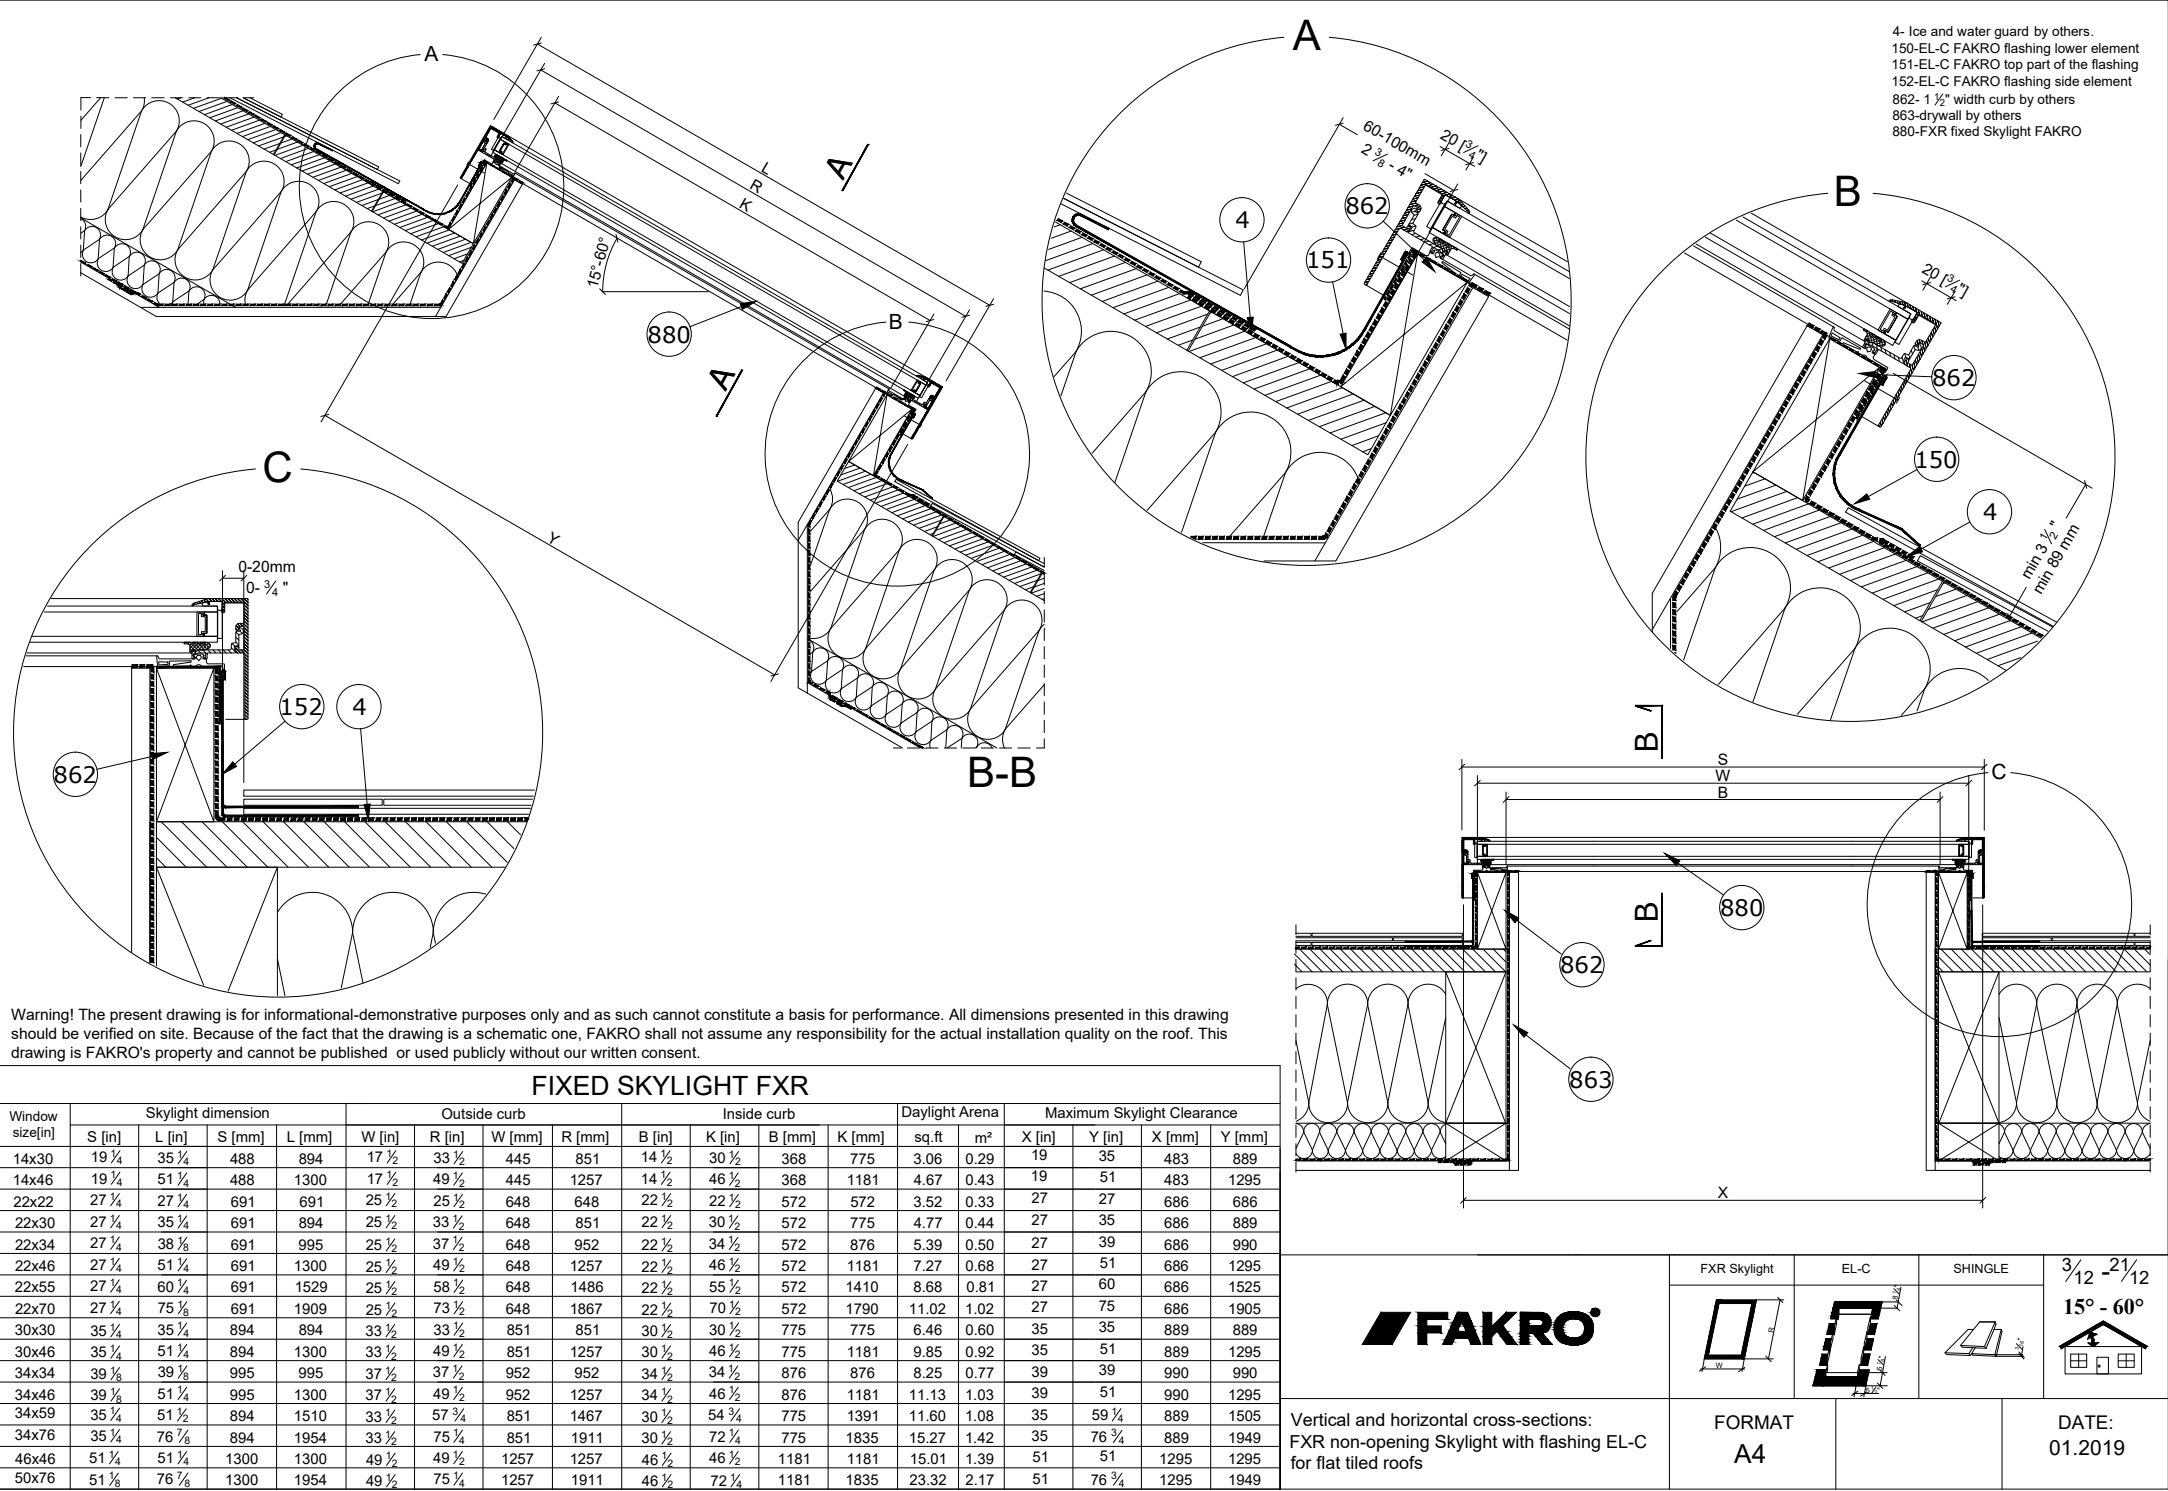 4- Ice and water guard by others.
150-EL-C FAKRO flashing lower element
151-EL-C FAKRO top part of the flashing
152-EL-C FAKRO flashing side element
862- 1 ½" width curb by others
863-drywall by others
880-FXR fixed Skylight FAKRO
A
L
R
K
A
15°-60°
880
A
B
Y
B-B
A
60-100mm
2 ⅜ - 4"
20 [¾"]
4
862
151
B
20 [¾"]
862
150
4
min 3 ½ "
min 89 mm
C
0-20mm
0- ¾ "
152
4
862
B
S
W
B
C
880
B
862
863
X
Warning! The present drawing is for informational-demonstrative purposes only and as such cannot constitute a basis for performance. All dimensions presented in this drawing
should be verified on site. Because of the fact that the drawing is a schematic one, FAKRO shall not assume any responsibility for the actual installation quality on the roof. This
drawing is FAKRO's property and cannot be published or used publicly without our written consent.
FIXED SKYLIGHT FXR
Window size[in] Skylight dimension Outside curb Inside curb Daylight Arena Maximum Skylight Clearance
S [in] L [in] S [mm] L [mm] W [in] R [in] W [mm] R [mm] B [in] K [in] B [mm] K [mm] sq.ft m² X [in] Y [in] X [mm] Y [mm]
14x30 19 ¼ 35 ¼ 488 894 17 ½ 33 ½ 445 851 14 ½ 30 ½ 368 775 3.06 0.29 19 35 483 889
14x46 19 ¼ 51 ¼ 488 1300 17 ½ 49 ½ 445 1257 14 ½ 46 ½ 368 1181 4.67 0.43 19 51 483 1295
22x22 27 ¼ 27 ¼ 691 691 25 ½ 25 ½ 648 648 22 ½ 22 ½ 572 572 3.52 0.33 27 27 686 686
22x30 27 ¼ 35 ¼ 691 894 25 ½ 33 ½ 648 851 22 ½ 30 ½ 572 775 4.77 0.44 27 35 686 889
22x34 27 ¼ 38 ⅛ 691 995 25 ½ 37 ½ 648 952 22 ½ 34 ½ 572 876 5.39 0.50 27 39 686 990
22x46 27 ¼ 51 ¼ 691 1300 25 ½ 49 ½ 648 1257 22 ½ 46 ½ 572 1181 7.27 0.68 27 51 686 1295
22x55 27 ¼ 60 ¼ 691 1529 25 ½ 58 ½ 648 1486 22 ½ 55 ½ 572 1410 8.68 0.81 27 60 686 1525
22x70 27 ¼ 75 ⅛ 691 1909 25 ½ 73 ½ 648 1867 22 ½ 70 ½ 572 1790 11.02 1.02 27 75 686 1905
30x30 35 ¼ 35 ¼ 894 894 33 ½ 33 ½ 851 851 30 ½ 30 ½ 775 775 6.46 0.60 35 35 889 889
30x46 35 ¼ 51 ¼ 894 1300 33 ½ 49 ½ 851 1257 30 ½ 46 ½ 775 1181 9.85 0.92 35 51 889 1295
34x34 39 ⅛ 39 ⅛ 995 995 37 ½ 37 ½ 952 952 34 ½ 34 ½ 876 876 8.25 0.77 39 39 990 990
34x46 39 ⅛ 51 ¼ 995 1300 37 ½ 49 ½ 952 1257 34 ½ 46 ½ 876 1181 11.13 1.03 39 51 990 1295
34x59 35 ¼ 51 ½ 894 1510 33 ½ 57 ¾ 851 1467 30 ½ 54 ¾ 775 1391 11.60 1.08 35 59 ¼ 889 1505
34x76 35 ¼ 76 ⅞ 894 1954 33 ½ 75 ¼ 851 1911 30 ½ 72 ¼ 775 1835 15.27 1.42 35 76 ¾ 889 1949
46x46 51 ¼ 51 ¼ 1300 1300 49 ½ 49 ½ 1257 1257 46 ½ 46 ½ 1181 1181 15.01 1.39 51 51 1295 1295
50x76 51 ⅛ 76 ⅞ 1300 1954 49 ½ 75 ¼ 1257 1911 46 ½ 72 ¼ 1181 1835 23.32 2.17 51 76 ¾ 1295 1949
FAKRO
FXR Skylight
R
W
EL-C
SHINGLE
3/12 - 21/12
15° - 60°
Vertical and horizontal cross-sections:
FXR non-opening Skylight with flashing EL-C
for flat tiled roofs
FORMAT
A4
DATE:
01.2019